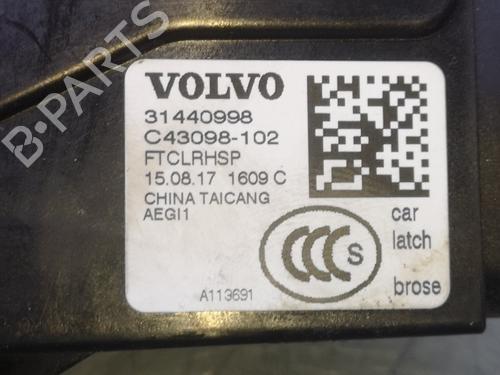 B-PARTS
VOLVO
31440998
C43098-102
FTCLRHSP
15.08.17 1609 C
CHINA TAICANG
AEGI1
CCC S
car
latch
A113691
brose